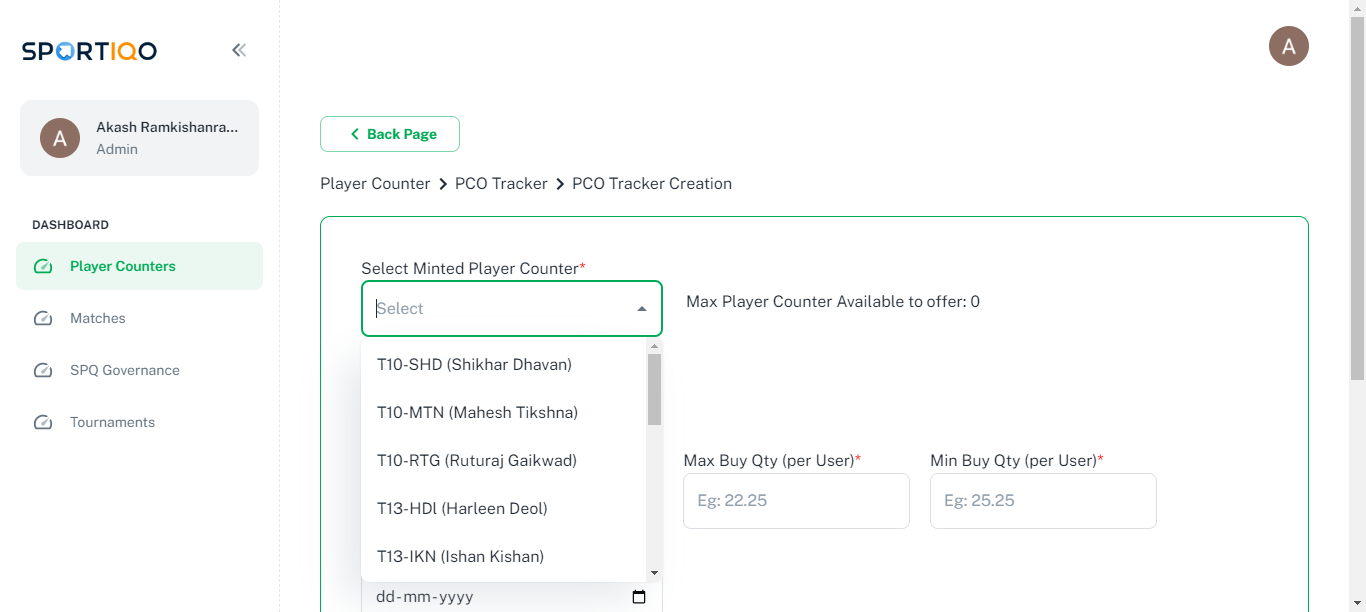 SPORTIQO
A
A
Akash Ramkishanra...
Admin
Back Page
Player Counter > PCO Tracker > PCO Tracker Creation
DASHBOARD
Player Counters
Matches
SPQ Governance
Tournaments
Select Minted Player Counter*
Select
Max Player Counter Available to offer: 0
T10-SHD (Shikhar Dhavan)
T10-MTN (Mahesh Tikshna)
T10-RTG (Ruturaj Gaikwad)
T13-HDl (Harleen Deol)
T13-IKN (Ishan Kishan)
Max Buy Qty (per User)*
Min Buy Qty (per User)*
Eg: 22.25
Eg: 25.25
dd-mm-yyyy